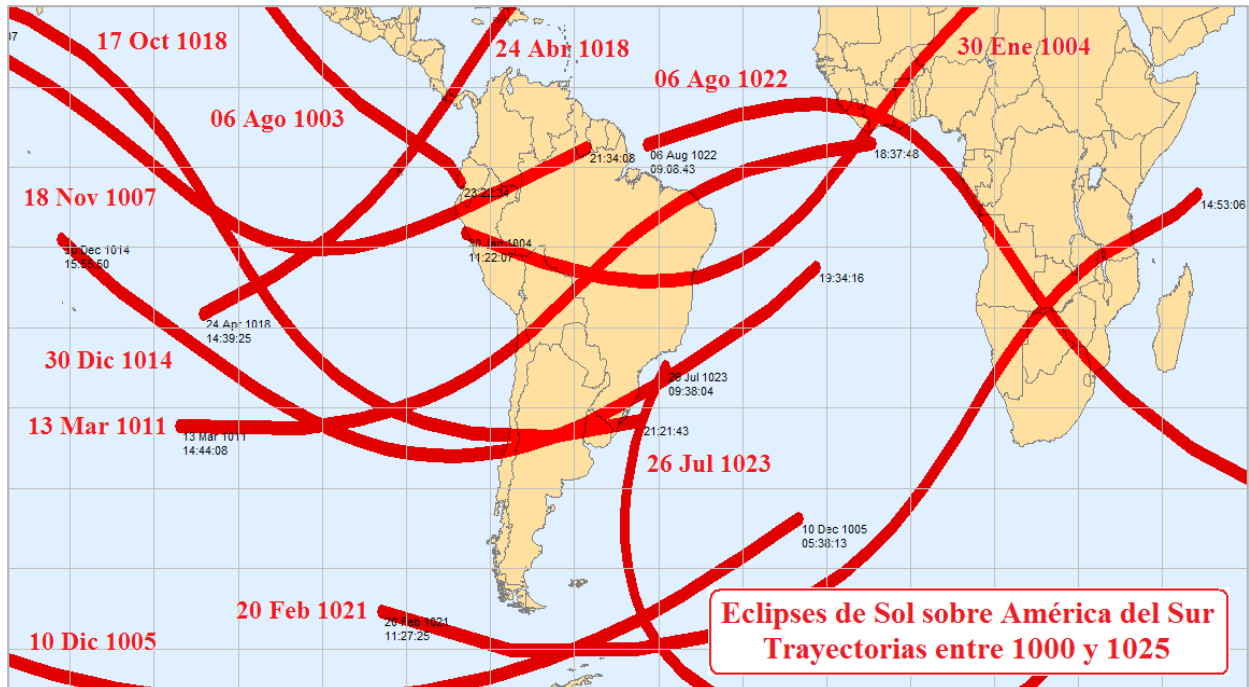 17 Oct 1018
24 Abr 1018
30 Ene 1004
07
06 Ago 1022
06 Ago 1003
21:34:08
06 Aug 1022
09:08:43
18:37:48
18 Nov 1007
23:22:34
14:53:06
30 Jan 1004
11:22:07
30 Dec 1014
15:55:50
19:34:16
24 Apr 1018
14:39:25
30 Dic 1014
26 Jul 1023
09:38:04
13 Mar 1011
13 Mar 1011
14:44:08
21:21:43
26 Jul 1023
10 Dec 1005
05:38:13
20 Feb 1021
20 Feb 1021
11:27:25
10 Dic 1005
Eclipses de Sol sobre América del Sur
Trayectorias entre 1000 y 1025